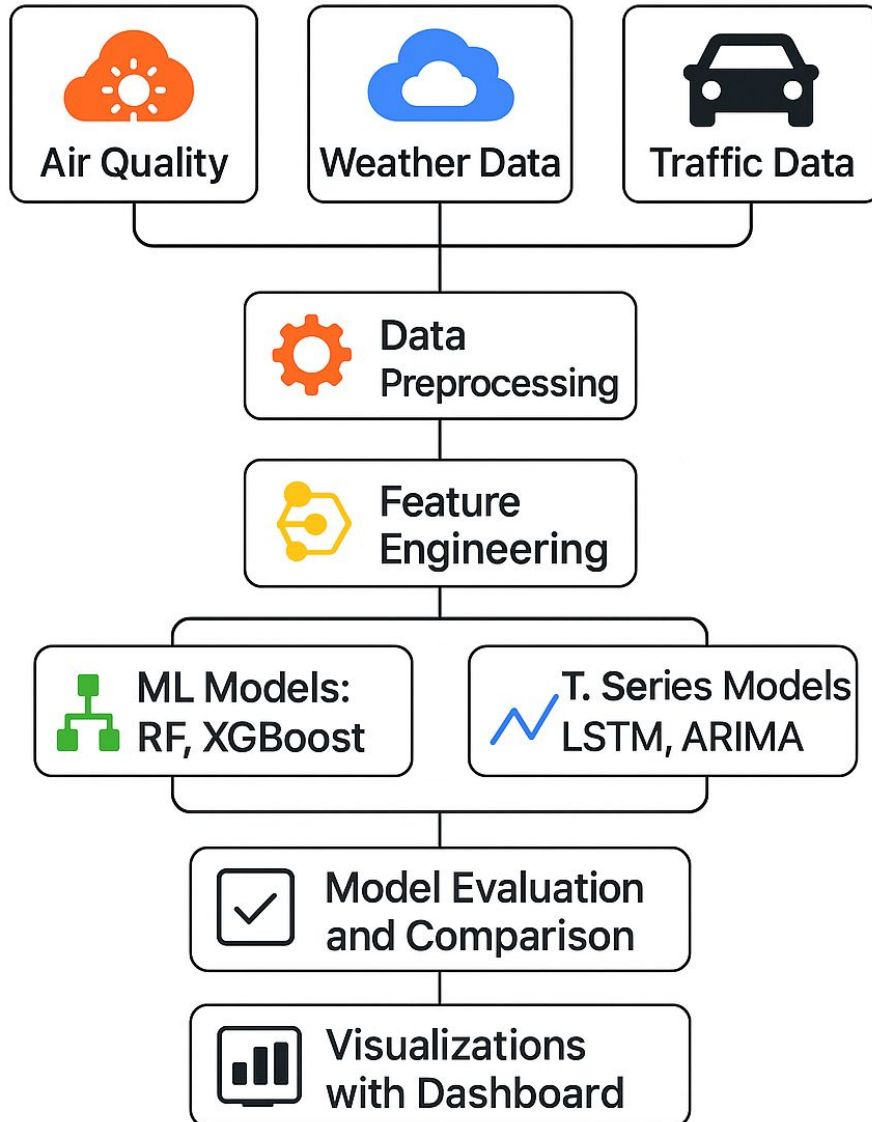 Air Quality
Weather Data
Traffic Data
Data
Preprocessing
Feature
Engineering
ML Models:
RF, XGBoost
T. Series Models
LSTM, ARIMA
Model Evaluation
and Comparison
Visualizations
with Dashboard